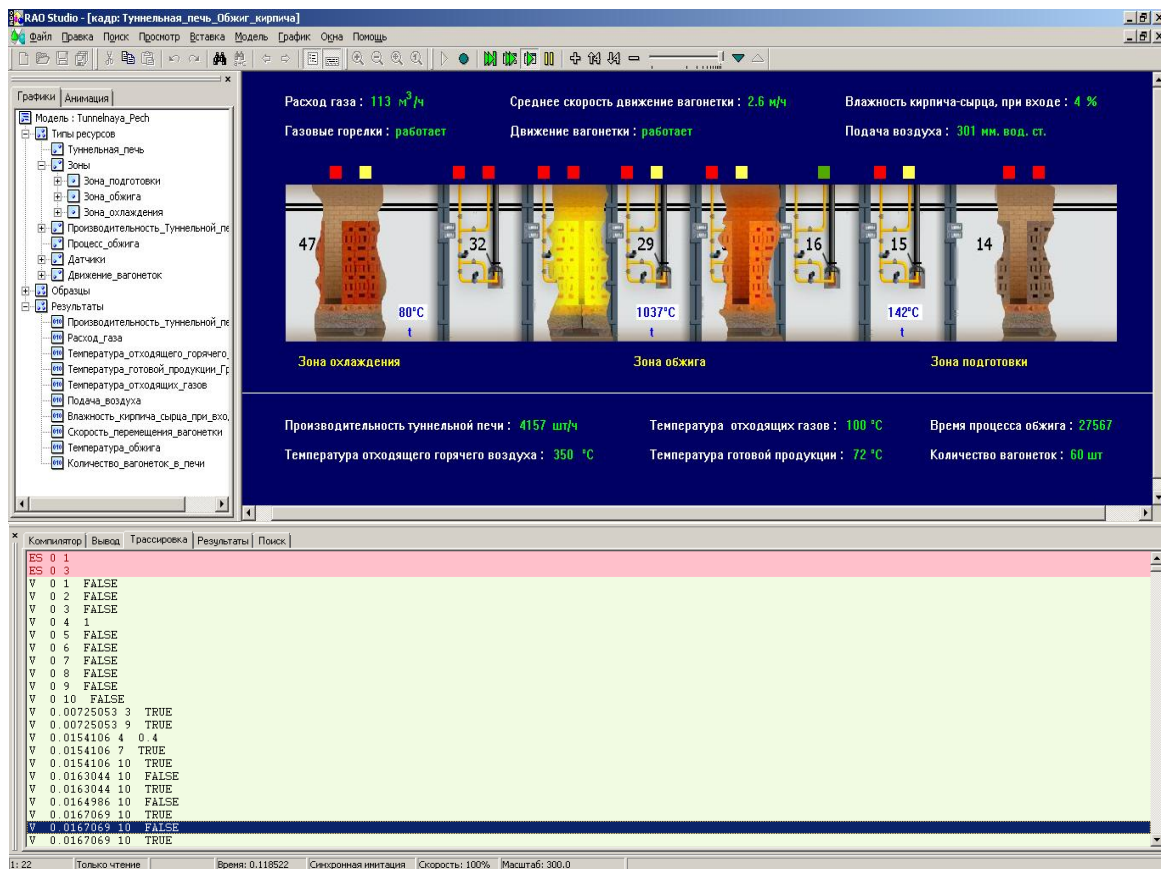 RAO Studio - [кадр: Туннельная_печь_Обжиг_кирпича]
Файл Правка Поиск Просмотр Вставка Модель График Окна Помощь
Графики Анимация
Модель : Tunnelnaya_Pech
Типы ресурсов
Туннельная_печь
Зоны
Зона_подготовки
Зона_обжига
Зона_охлаждения
Производительность_Туннельной_пе
Процесс_обжига
Датчики
Движение_вагонеток
Образцы
Результаты
Производительность_туннельной_пе
Расход_газа
Температура_отходящего_горячего_
Температура_готовой_продукции_Гр
Температура_отходящих_газов
Подача_воздуха
Влажность_кирпича_сырца_при_вхо
Скорость_перемещения_вагонетки
Температура_обжига
Количество_вагонеток_в_печи
Расход газа : 113 м³/ч Среднее скорость движение вагонетки : 2.6 м/ч Влажность кирпича-сырца, при входе : 4 %
Газовые горелки : работает Движение вагонетки : работает Подача воздуха : 301 мм. вод. ст.
47 32 29 16 15 14
80°C 1037°C 142°C
t t t
Зона охлаждения Зона обжига Зона подготовки
Производительность туннельной печи : 4157 шт/ч Температура отходящих газов : 100 °C Время процесса обжига : 27567
Температура отходящего горячего воздуха : 350 °C Температура готовой продукции : 72 °C Количество вагонеток : 60 шт
Компилятор Вывод Трассировка Результаты Поиск
ES 0 1
ES 0 3
V 0 1 FALSE
V 0 2 FALSE
V 0 3 FALSE
V 0 4 1
V 0 5 FALSE
V 0 6 FALSE
V 0 7 FALSE
V 0 8 FALSE
V 0 9 FALSE
V 0 10 FALSE
V 0.00725053 3 TRUE
V 0.00725053 9 TRUE
V 0.0154106 4 0.4
V 0.0154106 7 TRUE
V 0.0154106 10 TRUE
V 0.0163044 10 FALSE
V 0.0163044 10 TRUE
V 0.0164986 10 FALSE
V 0.0167069 10 TRUE
V 0.0167069 10 FALSE
V 0.0167069 10 TRUE
1: 22 Только чтение Время: 0.118522 Синхронная имитация Скорость: 100% Масштаб: 300.0